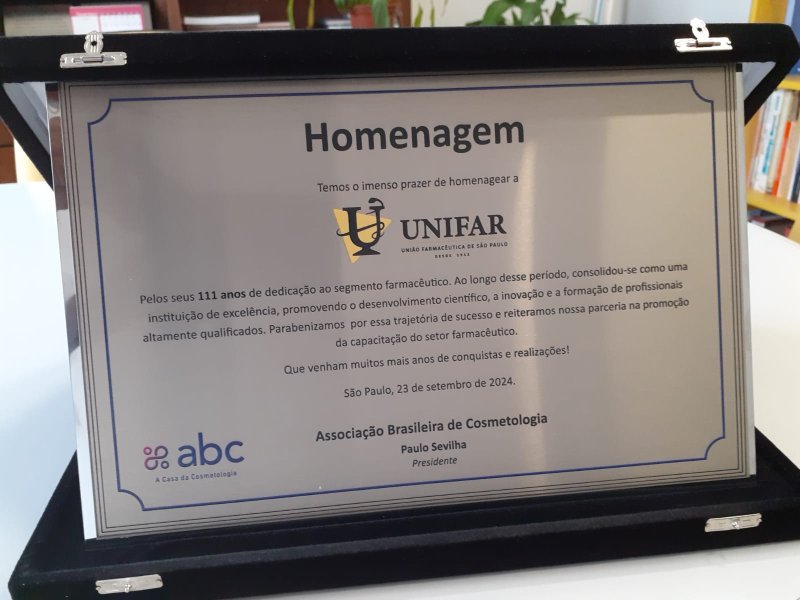 Homenagem
Temos o imenso prazer de homenagear a
UNIFAR
UNIÃO FARMACÊUTICA DE SÃO PAULO
DESDE 1913
Pelos seus 111 anos de dedicação ao segmento farmacêutico. Ao longo desse período, consolidou-se como uma
instituição de excelência, promovendo o desenvolvimento científico, a inovação e a formação de profissionais
altamente qualificados. Parabenizamos por essa trajetória de sucesso e reiteramos nossa parceria na promoção
da capacitação do setor farmacêutico.
Que venham muitos mais anos de conquistas e realizações!
São Paulo, 23 de setembro de 2024.
Associação Brasileira de Cosmetologia
Paulo Sevilha
Presidente
abc
A Casa da Cosmetologia